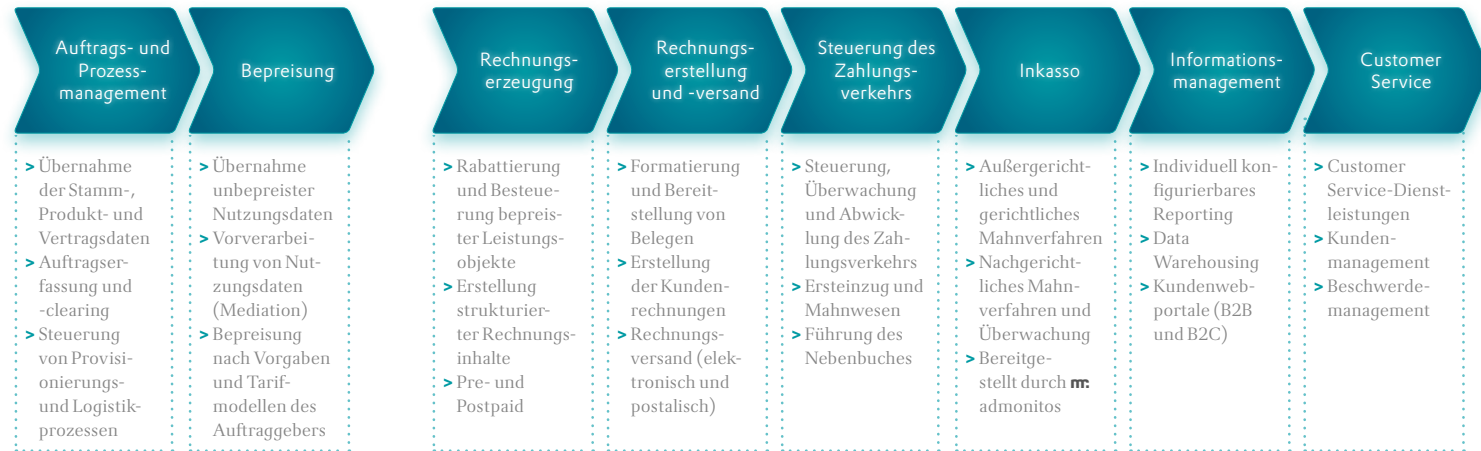 Auftrags- und
Prozess-
management
Bepreisung
Rechnungs-
erzeugung
Rechnungs-
erstellung
und -versand
Steuerung des
Zahlungs-
verkehrs
Inkasso
Informations-
management
Customer
Service
> Übernahme
der Stamm-,
Produkt- und
Vertragsdaten
> Auftragser-
fassung und
-clearing
> Steuerung
von Provisi-
onierungs-
und Logistik-
prozessen
> Übernahme
unbepreister
Nutzungsdaten
> Vorverarbei-
tung von Nut-
zungsdaten
(Mediation)
> Bepreisung
nach Vorgaben
und Tarif-
modellen des
Auftraggebers
> Rabattierung
und Besteue-
rung bepreis-
ter Leistungs-
objekte
> Erstellung
strukturier-
ter Rechnungs-
inhalte
> Pre- und
Postpaid
> Formatierung
und Bereit-
stellung von
Belegen
> Erstellung
der Kunden-
rechnungen
> Rechnungs-
versand (elek-
tronisch und
postalisch)
> Steuerung,
Überwachung
und Abwick-
lung des Zah-
lungsverkehrs
> Ersteinzug und
Mahnwesen
> Führung des
Nebenbuches
> Außergericht-
liches und
gerichtliches
Mahnverfahren
> Nachgericht-
liches Mahn-
verfahren und
Überwachung
> Bereitge-
stellt durch nr:
admonitos
> Individuell kon-
figurierbares
Reporting
> Data
Warehousing
> Kundenweb-
portale (B2B
und B2C)
> Customer
Service-Dienst-
leistungen
> Kunden-
management
> Beschwerde-
management